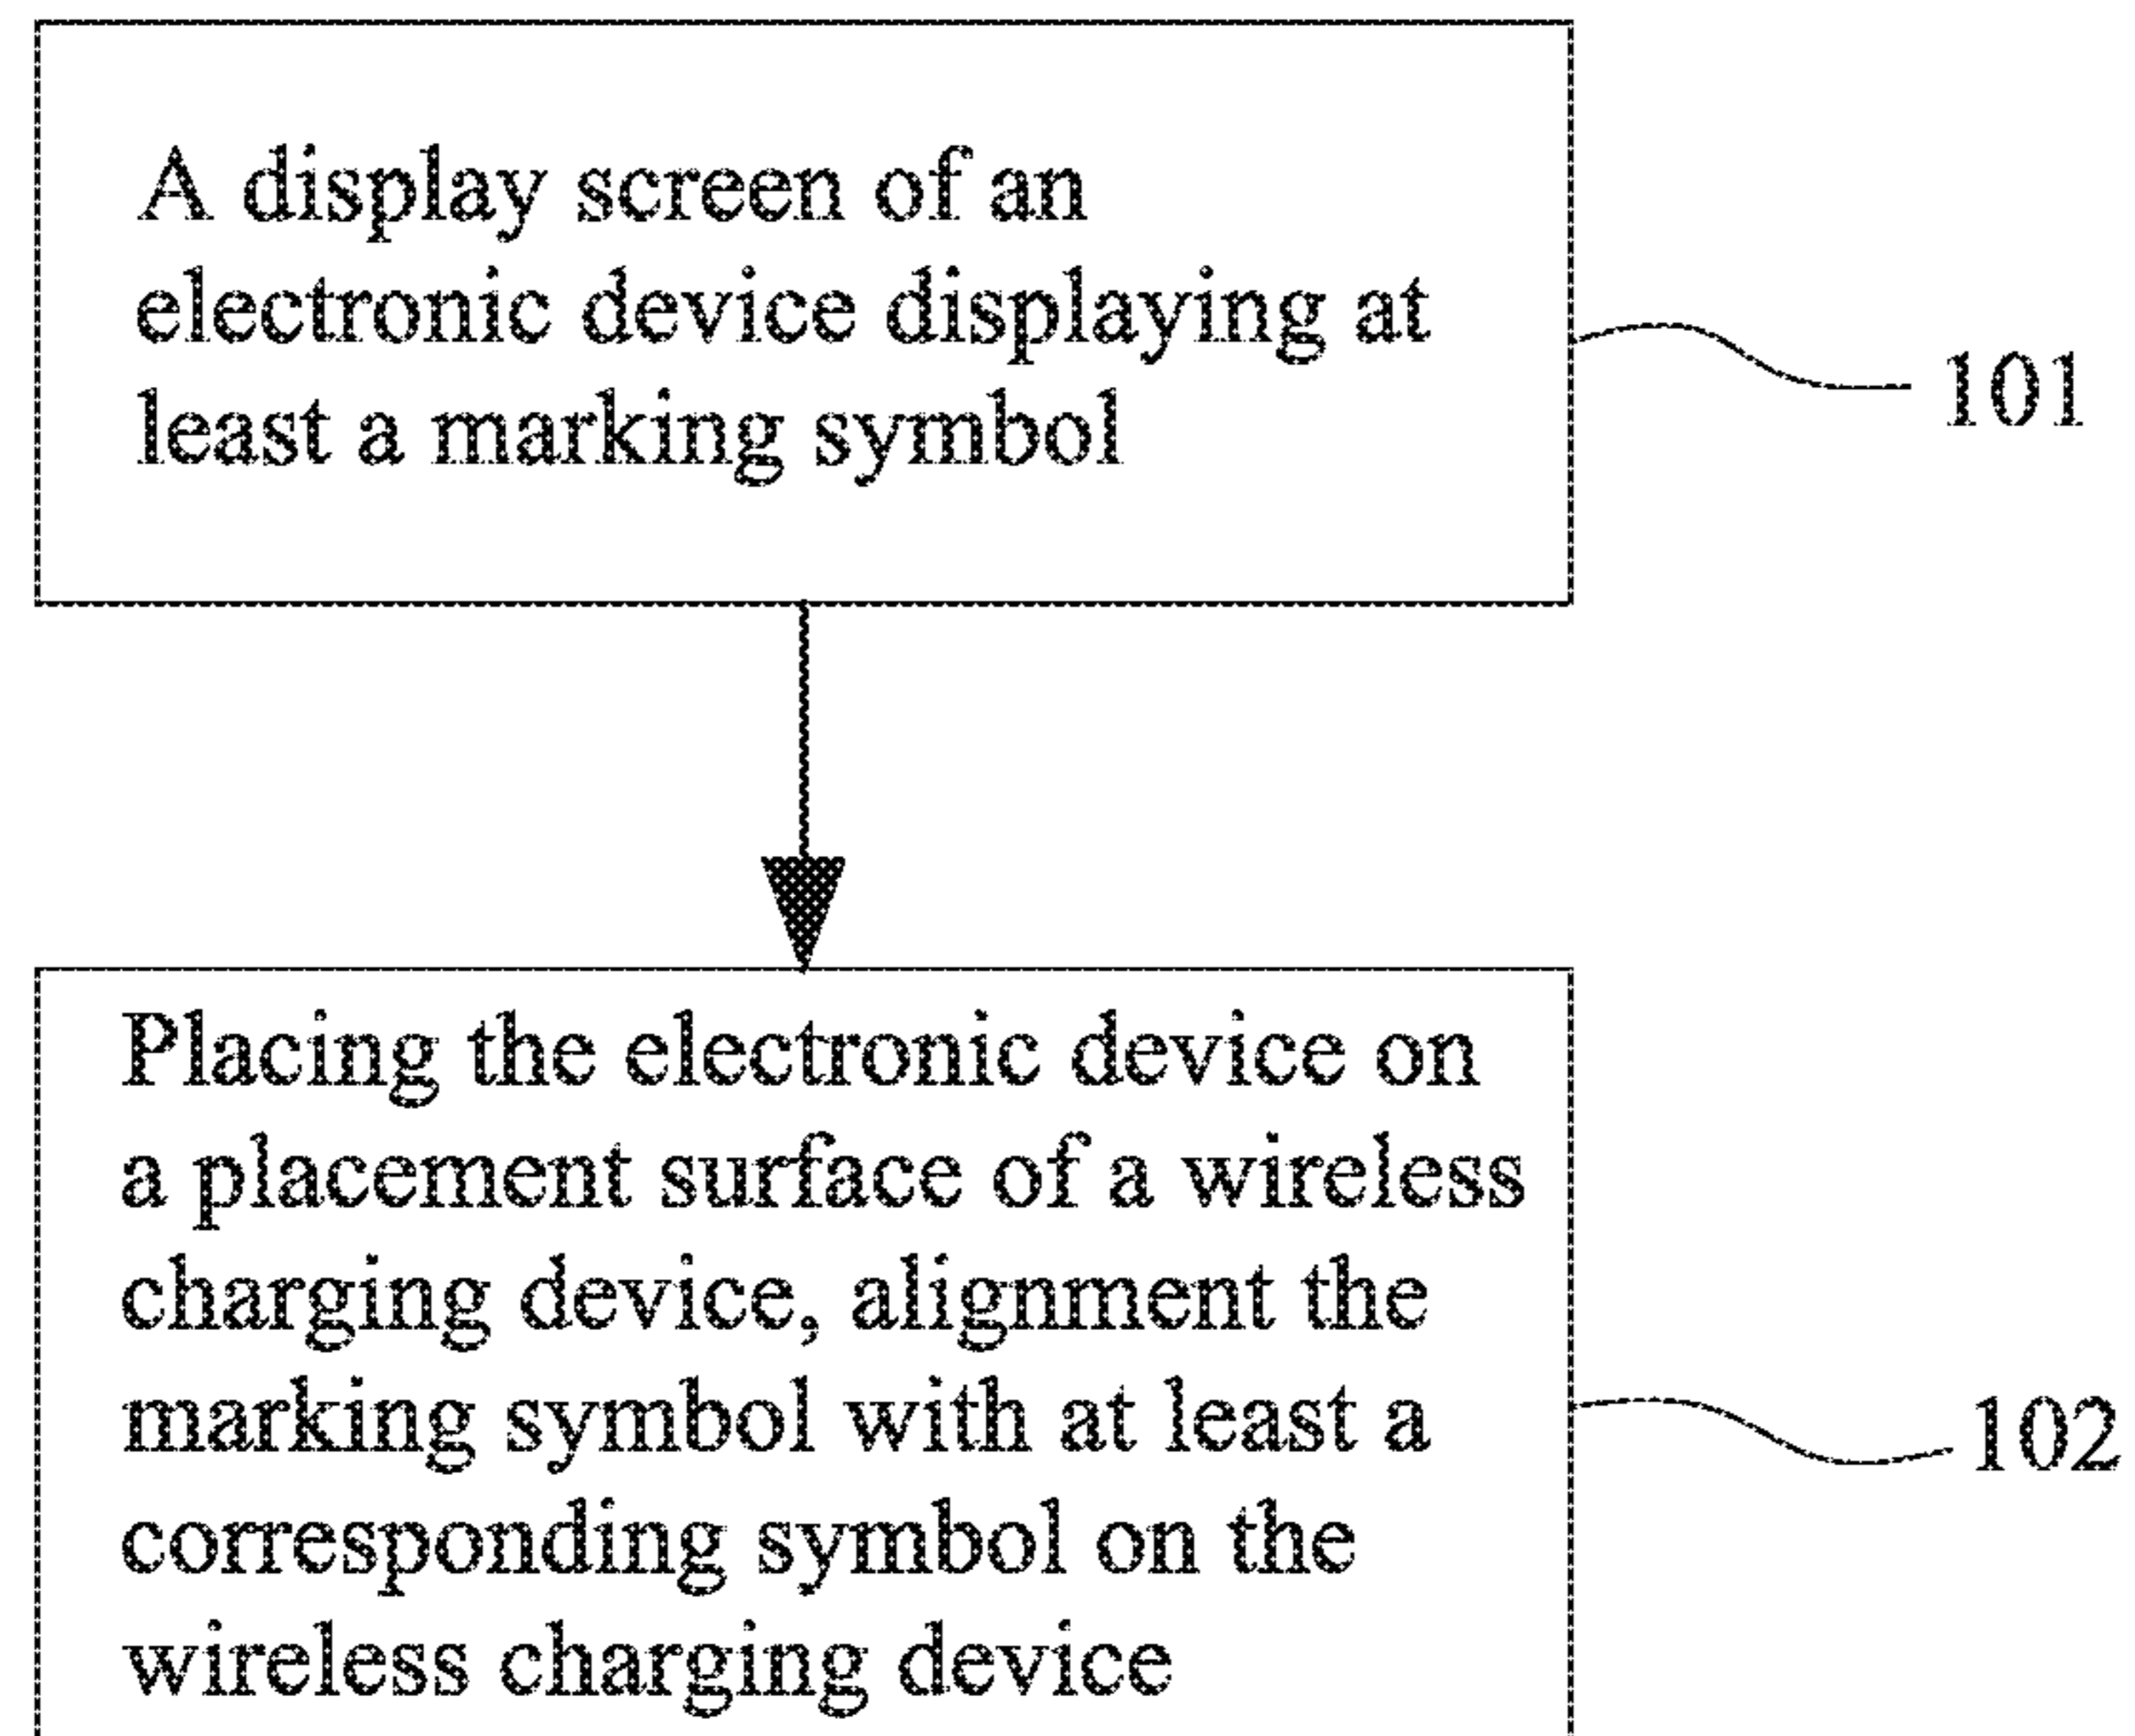 A display screen of an
electronic device displaying at
least a marking symbol
101
Placing the electronic device on
a placement surface of a wireless
charging device, alignment the
marking symbol with at least a
corresponding symbol on the
wireless charging device
102